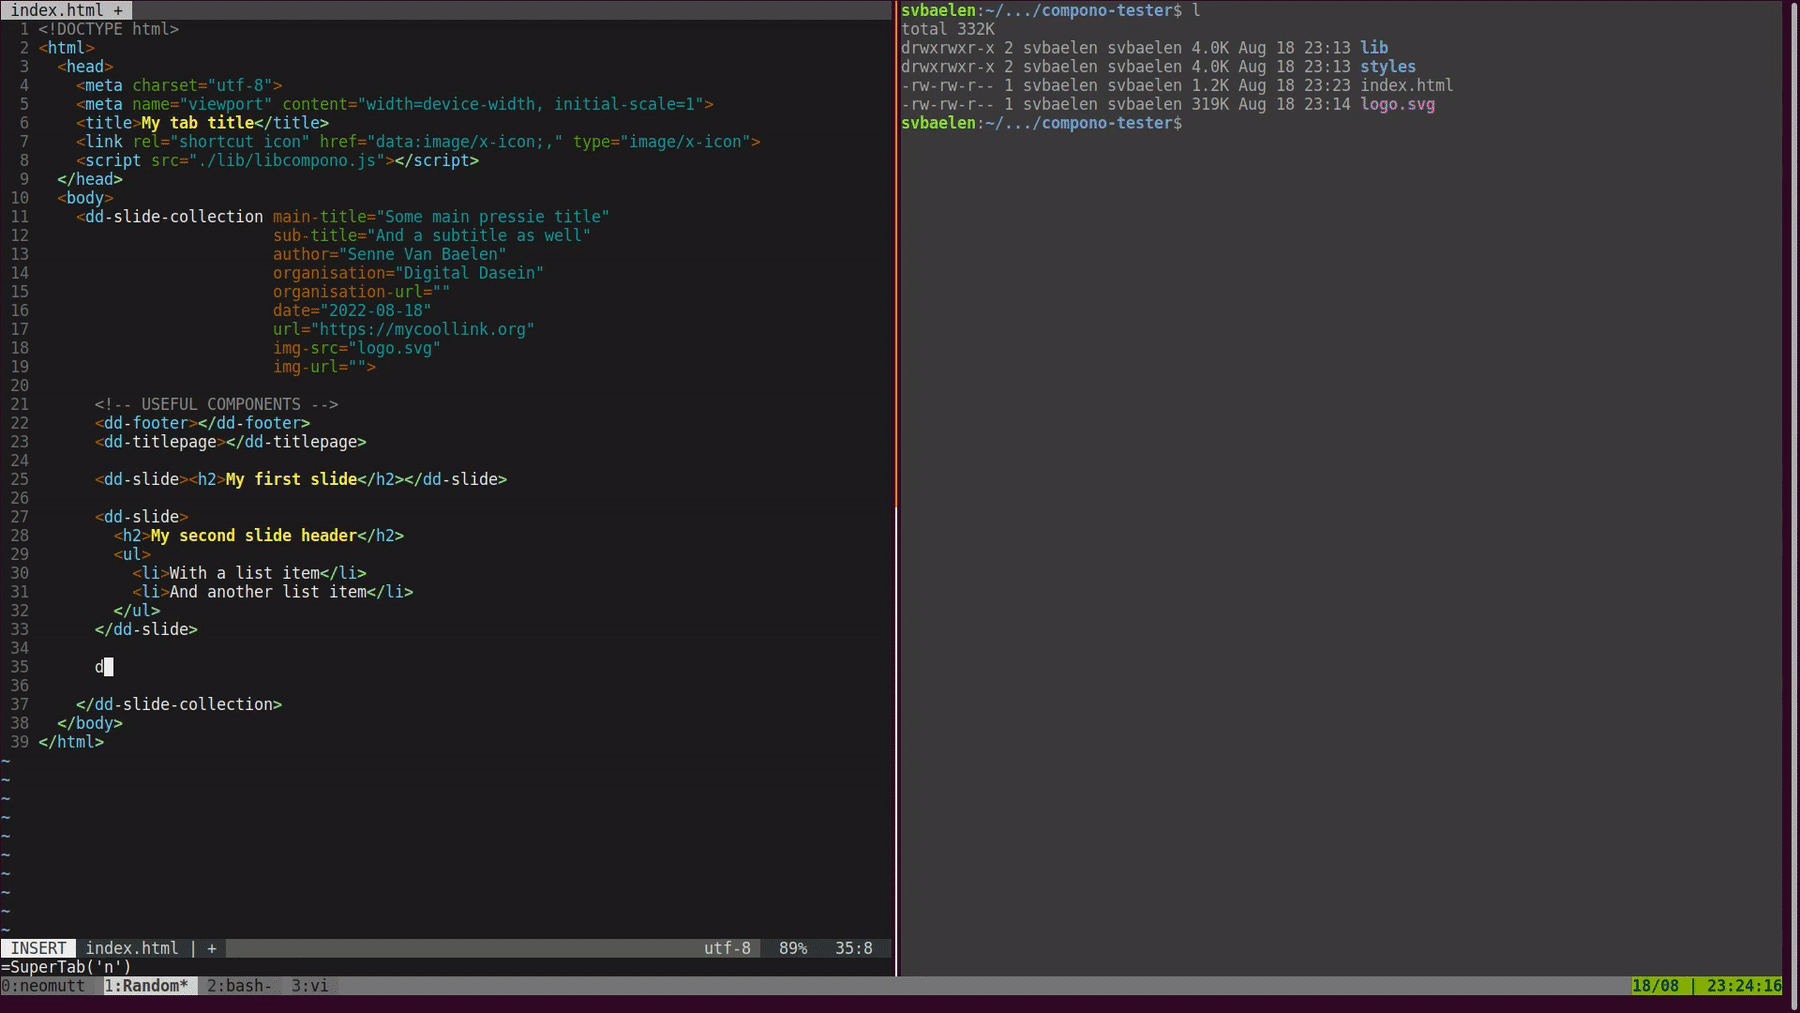 index.html +
1 <!DOCTYPE html>
2 <html>
3   <head>
4     <meta charset="utf-8">
5     <meta name="viewport" content="width=device-width, initial-scale=1">
6     <title>My tab title</title>
7     <link rel="shortcut icon" href="data:image/x-icon;," type="image/x-icon">
8     <script src="./lib/libcompono.js"></script>
9   </head>
10   <body>
11     <dd-slide-collection main-title="Some main pressie title"
12                          sub-title="And a subtitle as well"
13                          author="Senne Van Baelen"
14                          organisation="Digital Dasein"
15                          organisation-url=""
16                          date="2022-08-18"
17                          url="https://mycoollink.org"
18                          img-src="logo.svg"
19                          img-url="">
20
21       <!-- USEFUL COMPONENTS -->
22       <dd-footer></dd-footer>
23       <dd-titlepage></dd-titlepage>
24
25       <dd-slide><h2>My first slide</h2></dd-slide>
26
27       <dd-slide>
28         <h2>My second slide header</h2>
29         <ul>
30           <li>With a list item</li>
31           <li>And another list item</li>
32         </ul>
33       </dd-slide>
34
35       d
36
37     </dd-slide-collection>
38   </body>
39 </html>
~
~
~
~
~
~
~
~
~
~
INSERT index.html | + utf-8 89% 35:8
=SuperTab('n')
svbaelen:~/.../compono-tester$ l
total 332K
drwxrwxr-x 2 svbaelen svbaelen 4.0K Aug 18 23:13 lib
drwxrwxr-x 2 svbaelen svbaelen 4.0K Aug 18 23:13 styles
-rw-rw-r-- 1 svbaelen svbaelen 1.2K Aug 18 23:23 index.html
-rw-rw-r-- 1 svbaelen svbaelen 319K Aug 18 23:14 logo.svg
svbaelen:~/.../compono-tester$
0:neomutt 1:Random* 2:bash- 3:vi 18/08 | 23:24:16